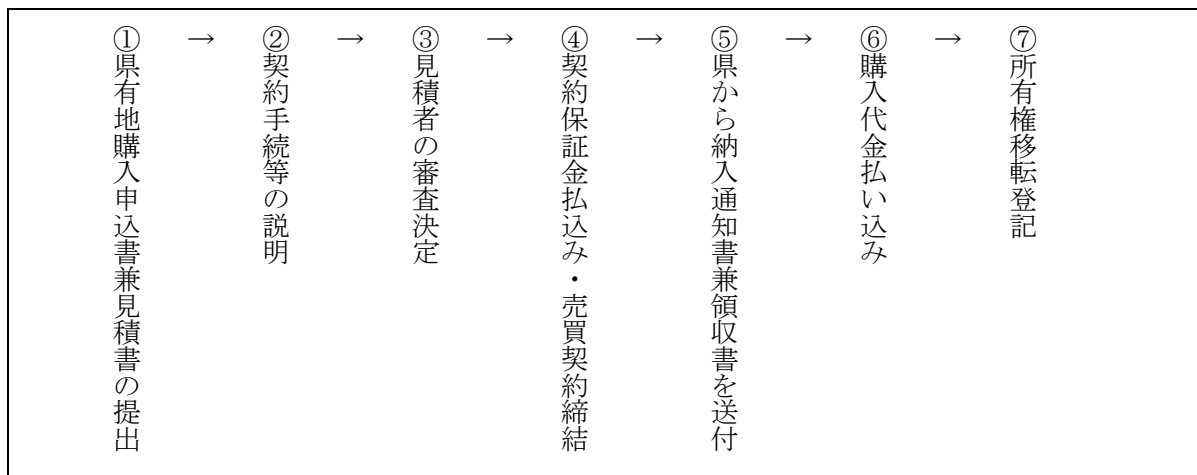 ①県有地購入申込書兼見積書の提出
→
②契約手続等の説明
→
③見積者の審査決定
→
④契約保証金払込み・売買契約締結
→
⑤県から納入通知書兼領収書を送付
→
⑥購入代金払い込み
→
⑦所有権移転登記